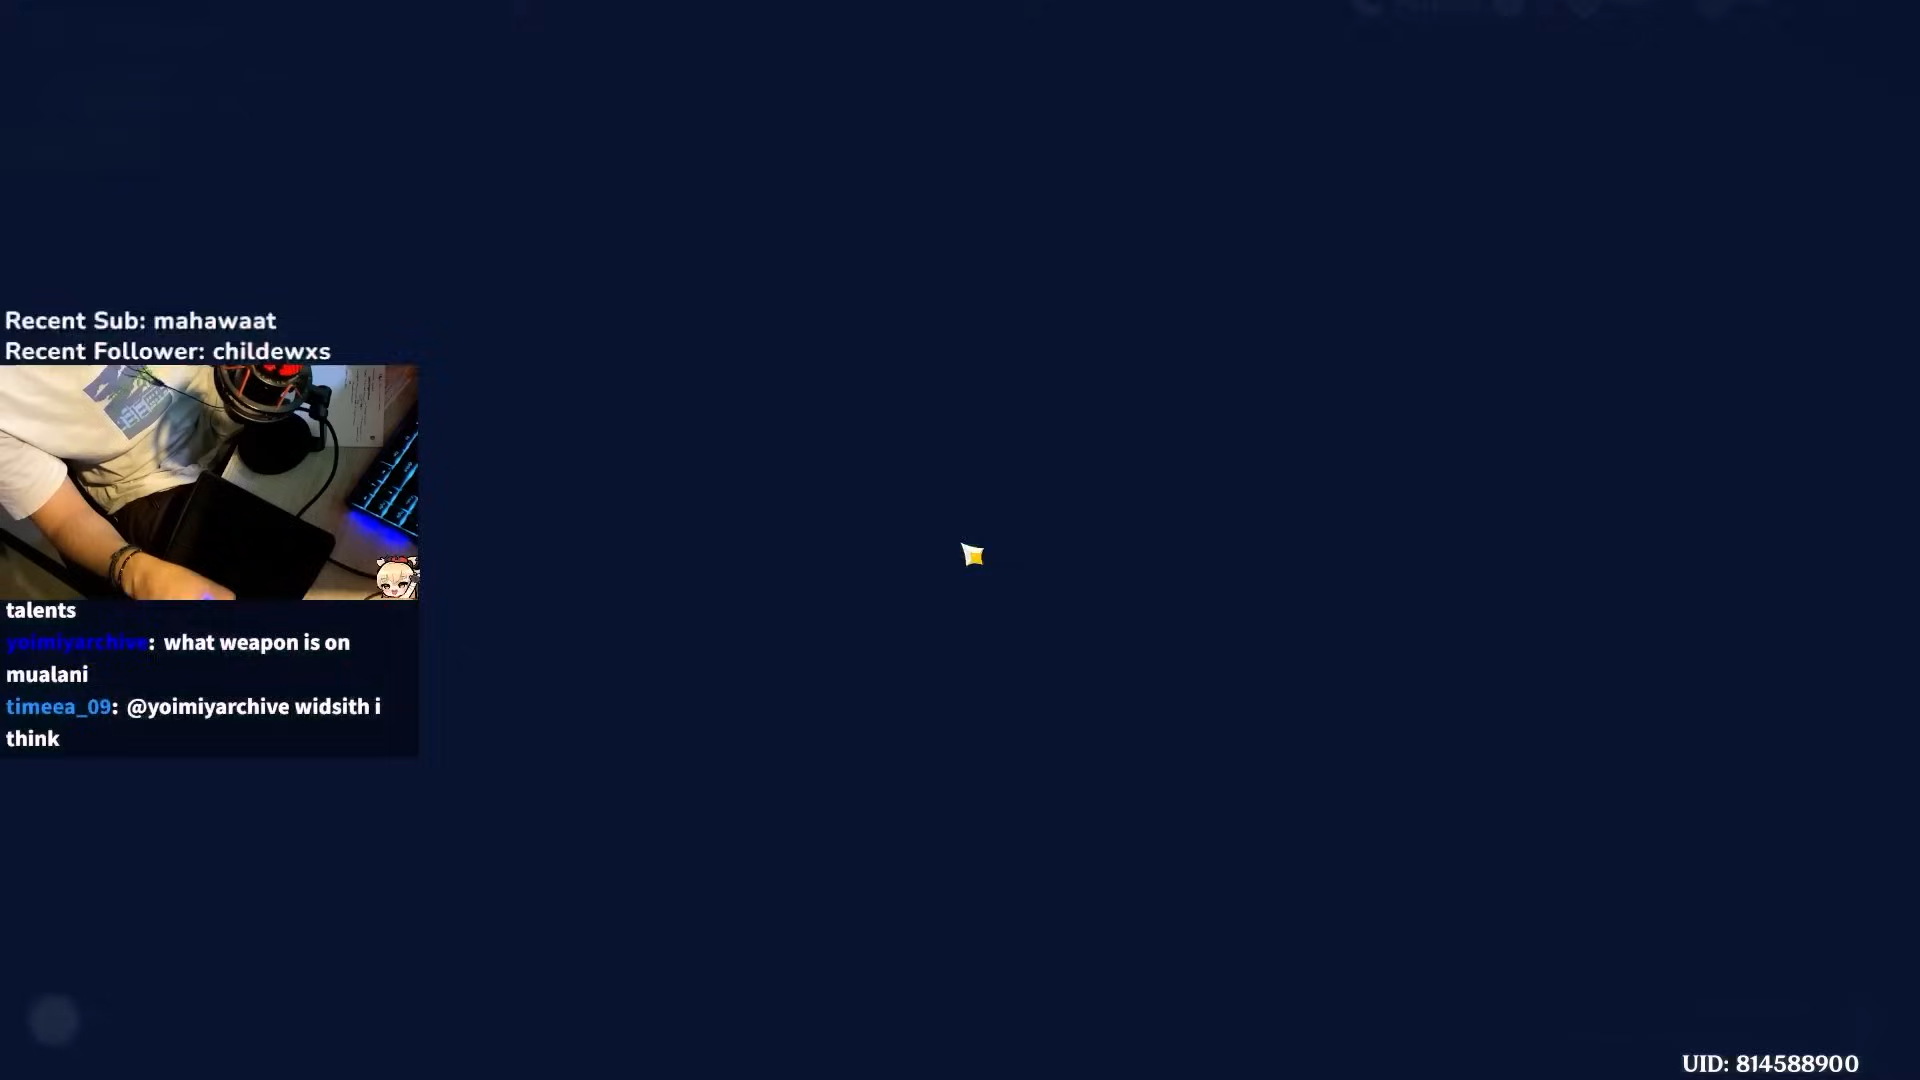 Recent Sub: mahawaat
Recent Follower: childewxs
talents
yoimiyarchive: what weapon is on
mualani
timeea_09: @yoimiyarchive widsith i
think
UID: 814588900